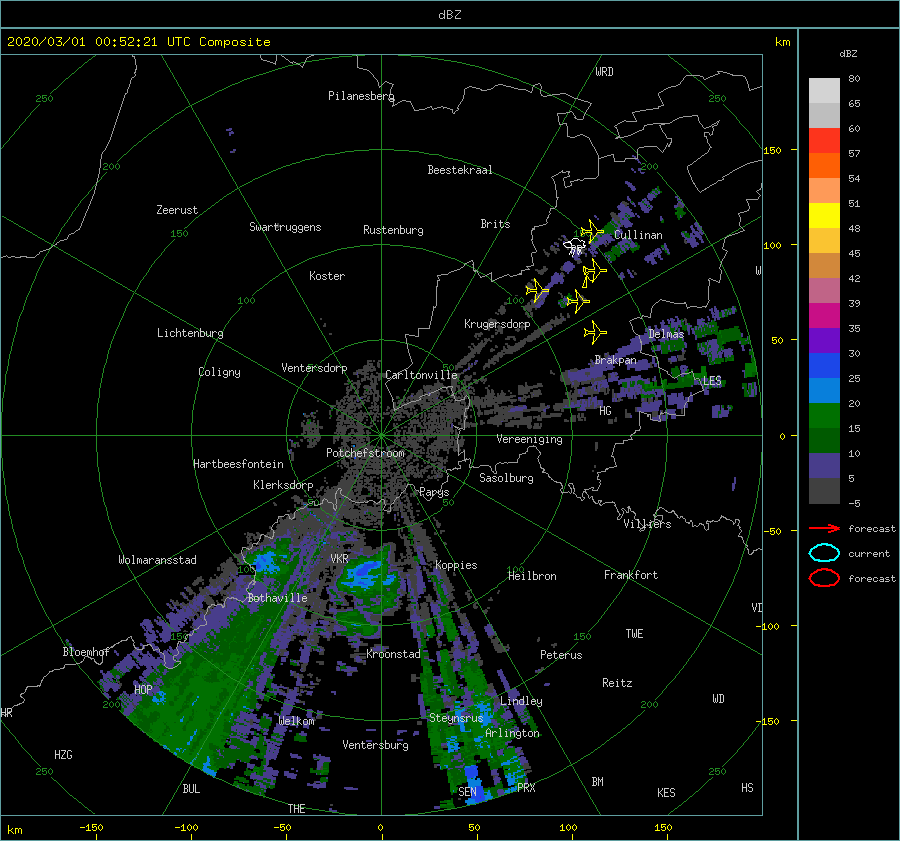 dBZ
2020/03/01 00:52:21 UTC Composite
km
dBZ
WRD
80
250
250
Pilanesberg
65
60
150
57
200
Beestekraal
200
54
Zeerust
51
Swartruggens
Rustenburg
Brits
150
Cullinan
48
100
W
45
Koster
42
100
100
39
Krugersdorp
Lichtenburg
Delmas
35
50
50
30
Brakpan
Ventersdorp
Coligny
Carltonville
LES
25
20
HG
15
0
Vereeniging
Potchefstroom
10
Hartbeesfontein
Sasolburg
5
Klerksdorp
Parys
50
50
-5
Villiers
forecast
-50
current
Wolmaransstad
VKR
Koppies
100
100
Heilbron
Frankfort
forecast
Bothaville
VI
-100
150
150
TWE
Bloemhof
Kroonstad
Peterus
HOP
Reitz
200
Lindley
200
WD
HR
Welkom
Steynsrus
-150
Arlington
Ventersburg
HZG
250
250
BUL
SEN
PRX
BM
KES
HS
THE
km
-150
-100
-50
0
50
100
150